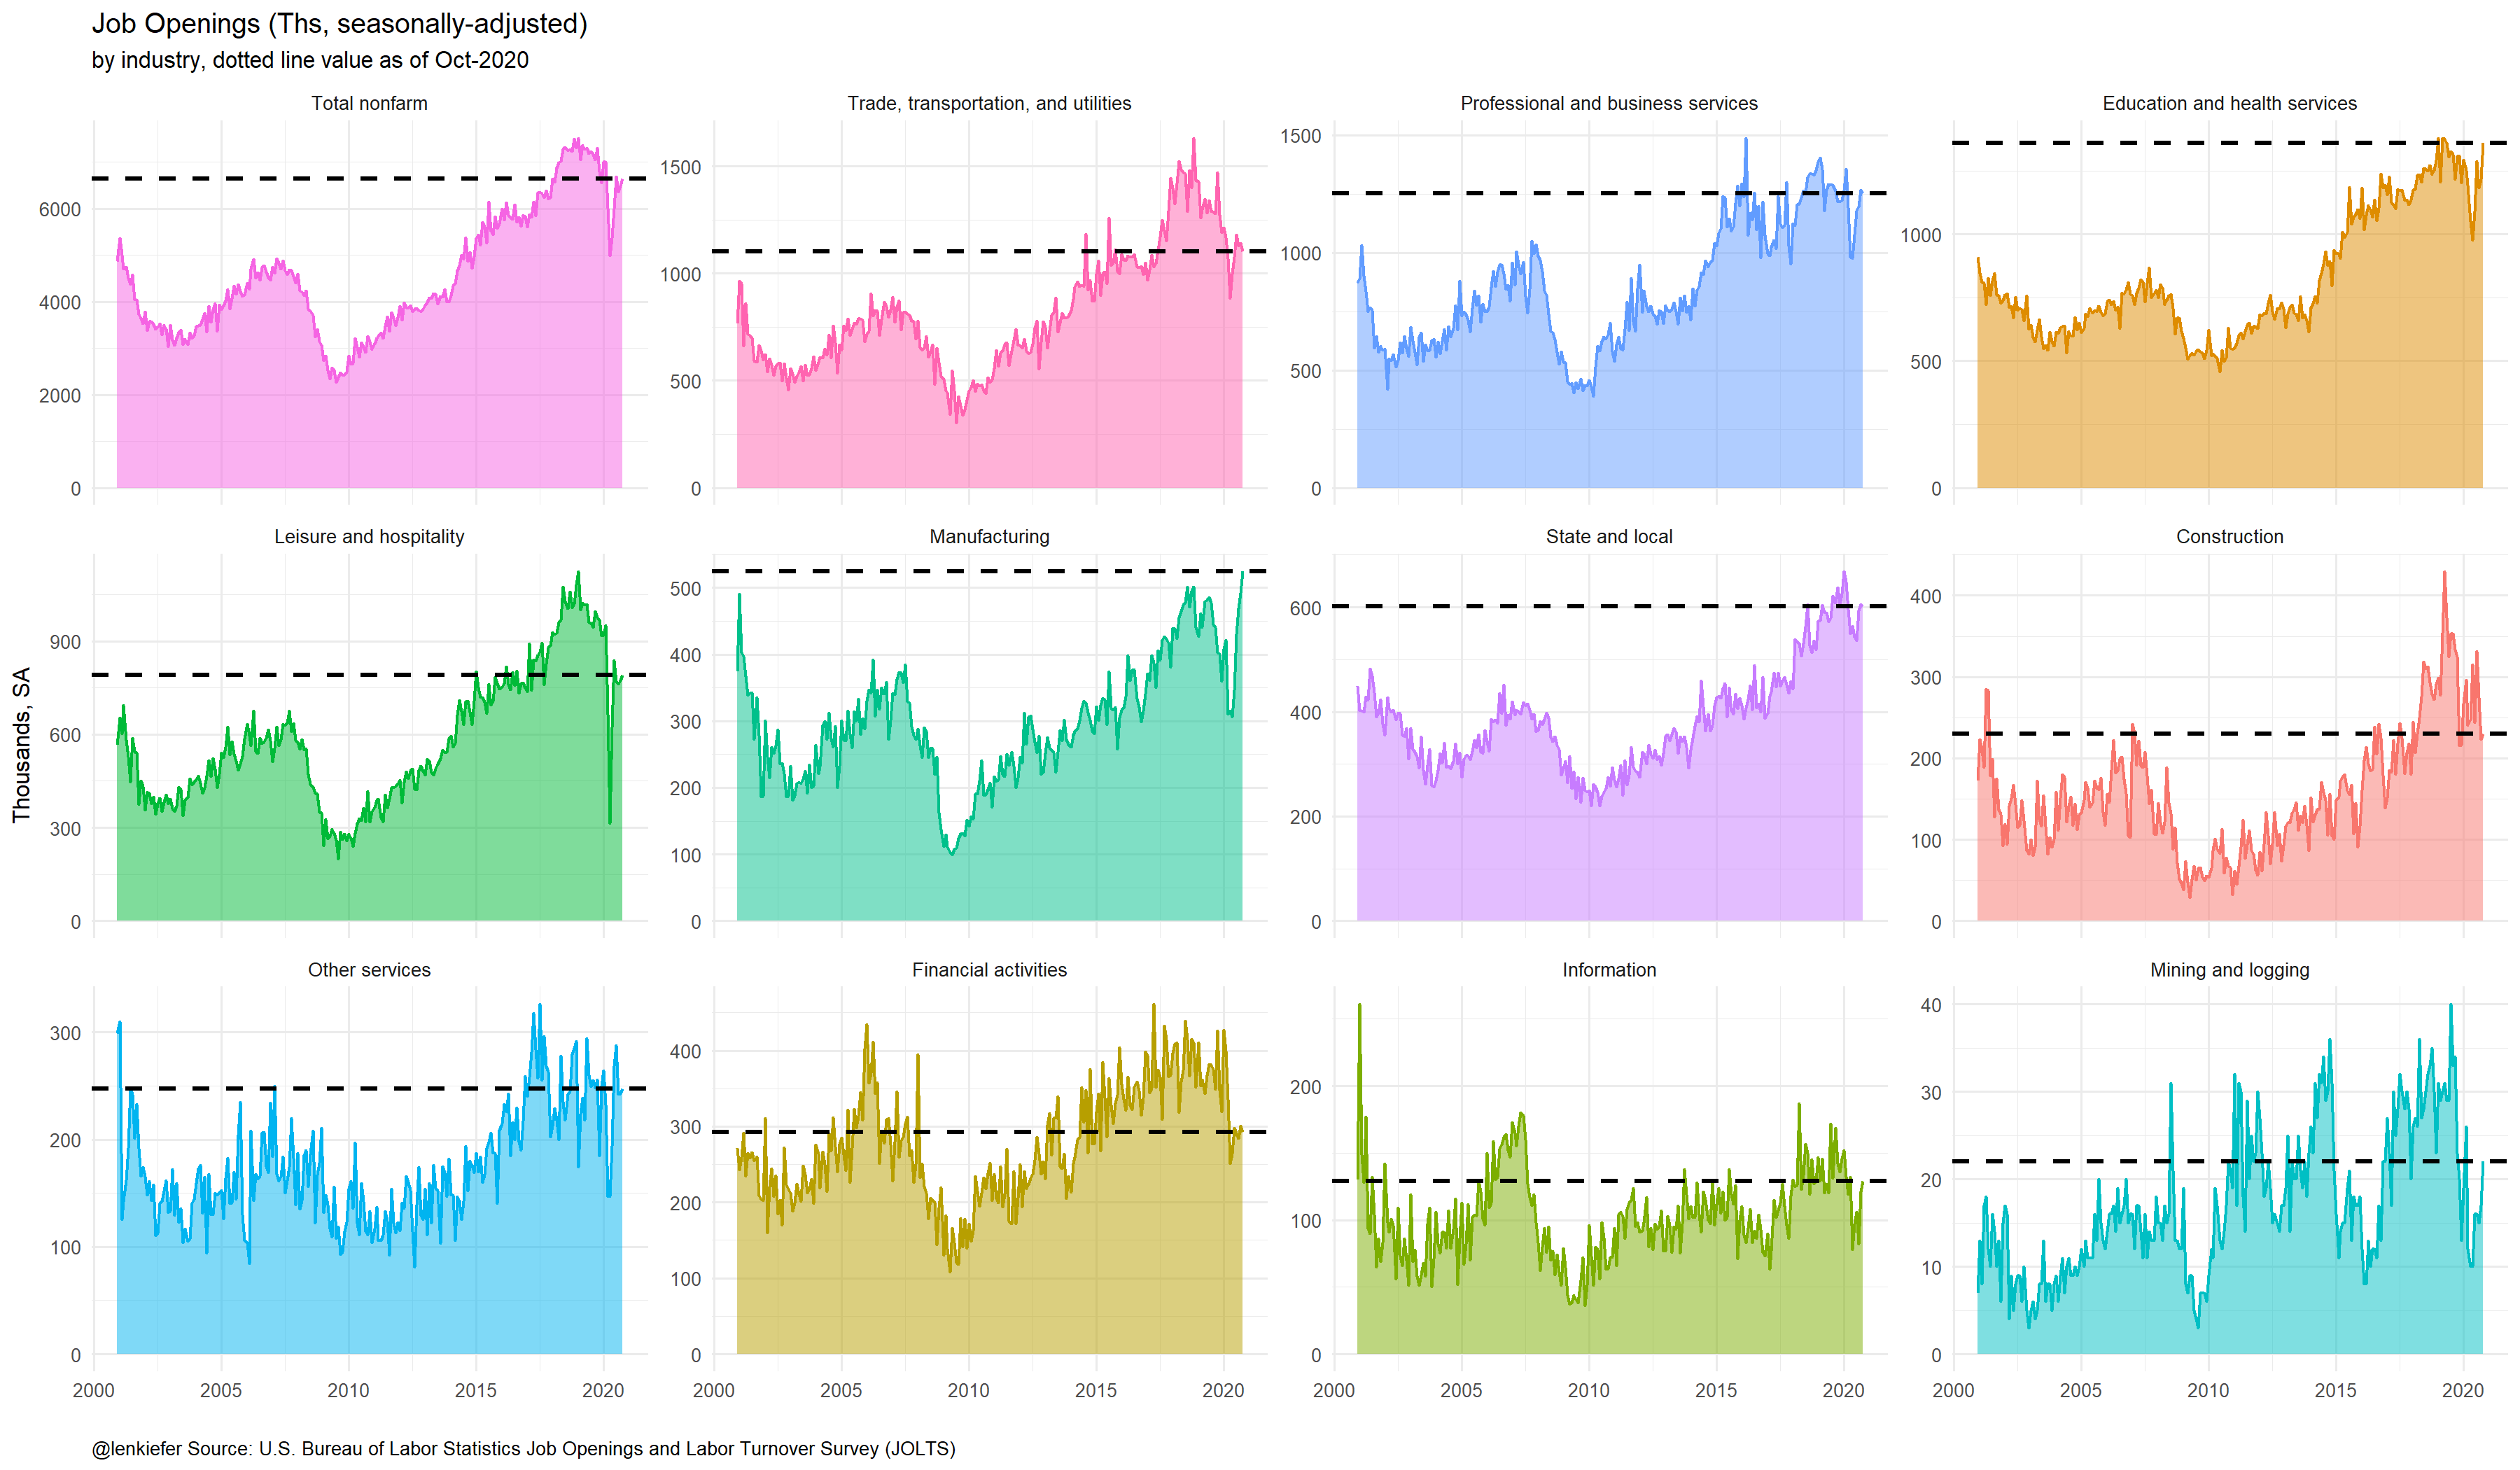 Job Openings (Ths, seasonally-adjusted)
by industry, dotted line value as of Oct-2020
Total nonfarm
Trade, transportation, and utilities
Professional and business services
Education and health services
6000
4000
2000
0
1500
1000
500
0
1500
1000
500
0
1000
500
0
Leisure and hospitality
Manufacturing
State and local
Construction
Thousands, SA
900
600
300
0
500
400
300
200
100
0
600
400
200
0
400
300
200
100
0
Other services
Financial activities
Information
Mining and logging
300
200
100
0
400
300
200
100
0
200
100
0
40
30
20
10
0
2000 2005 2010 2015 2020
2000 2005 2010 2015 2020
2000 2005 2010 2015 2020
2000 2005 2010 2015 2020
@lenkiefer Source: U.S. Bureau of Labor Statistics Job Openings and Labor Turnover Survey (JOLTS)